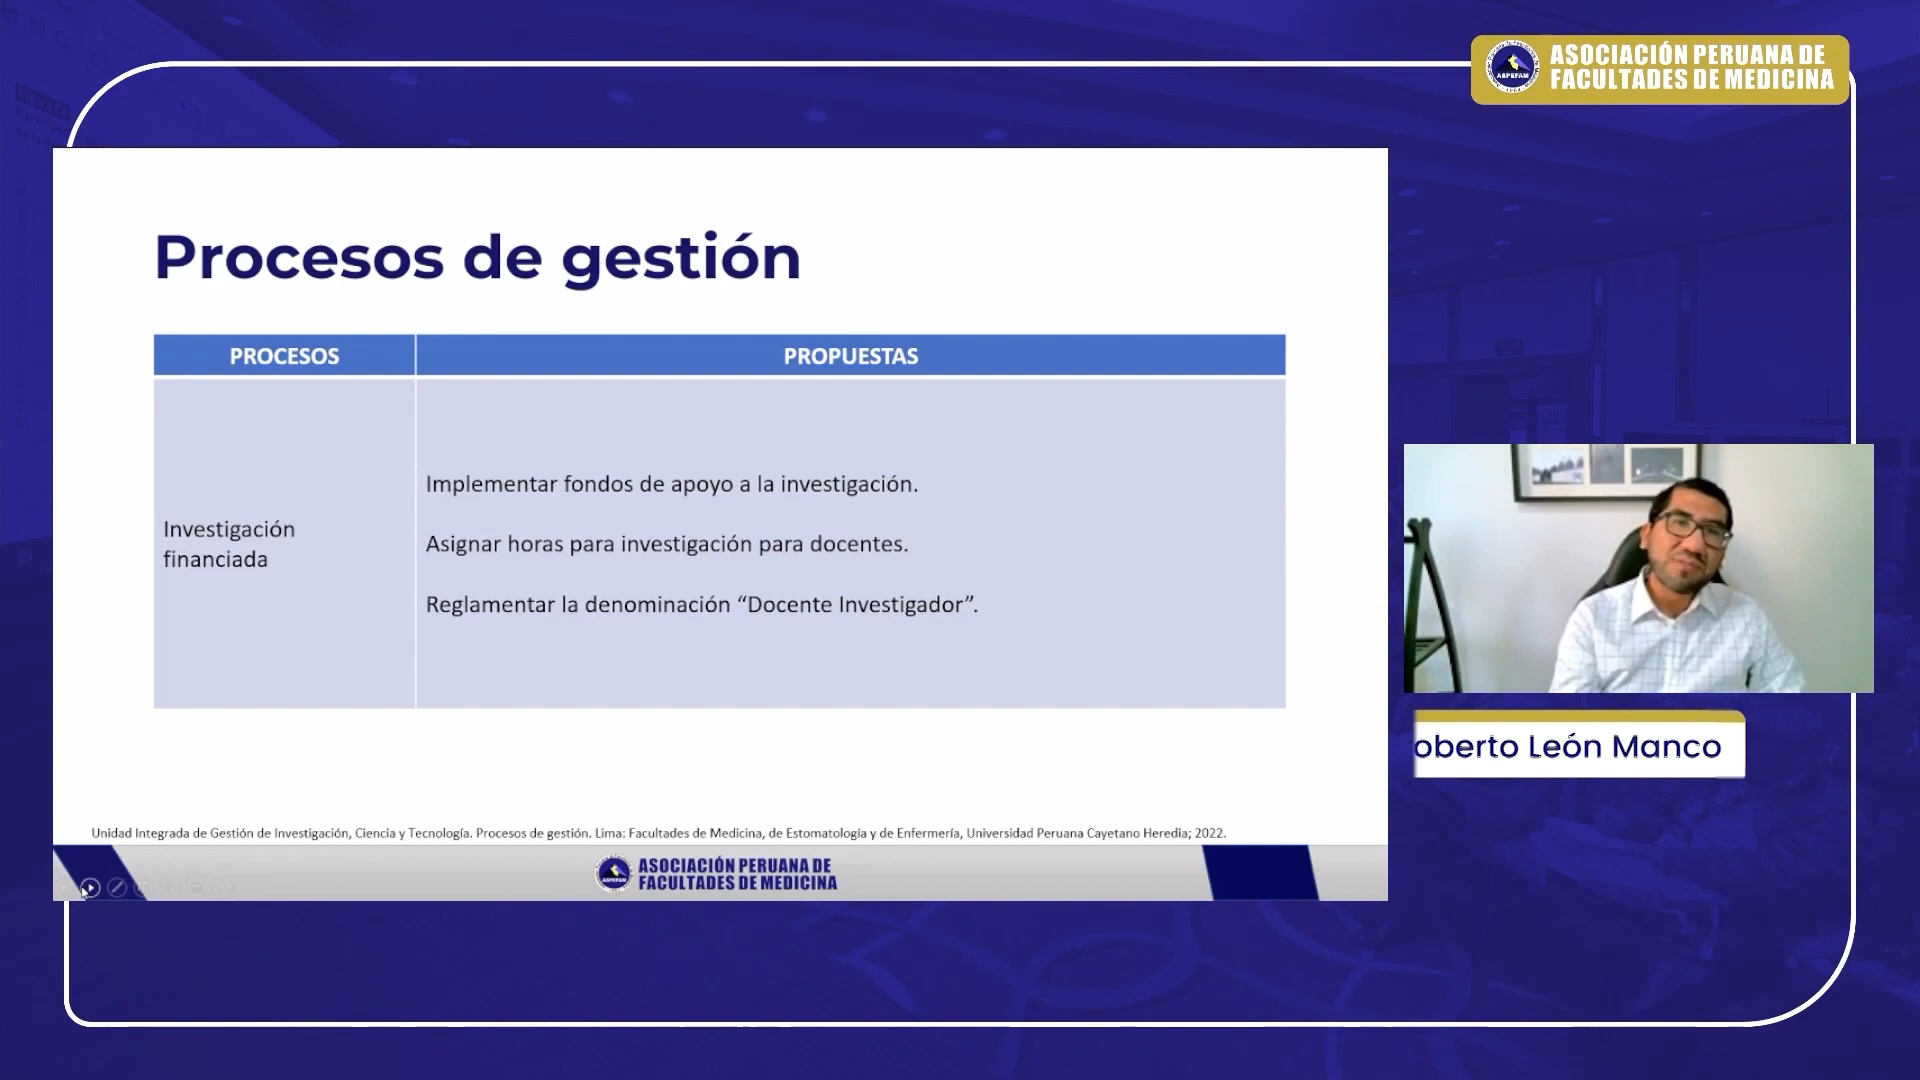 ASOCIACIÓN PERUANA DE
FACULTADES DE MEDICINA
ASPEFAM
Procesos de gestión
PROCESOS
PROPUESTAS
Investigación
financiada
Implementar fondos de apoyo a la investigación.
Asignar horas para investigación para docentes.
Reglamentar la denominación “Docente Investigador”.
oberto León Manco
Unidad Integrada de Gestión de Investigación, Ciencia y Tecnología. Procesos de gestión. Lima: Facultades de Medicina, de Estomatología y de Enfermería, Universidad Peruana Cayetano Heredia; 2022.
ASPEFAM
ASOCIACIÓN PERUANA DE
FACULTADES DE MEDICINA